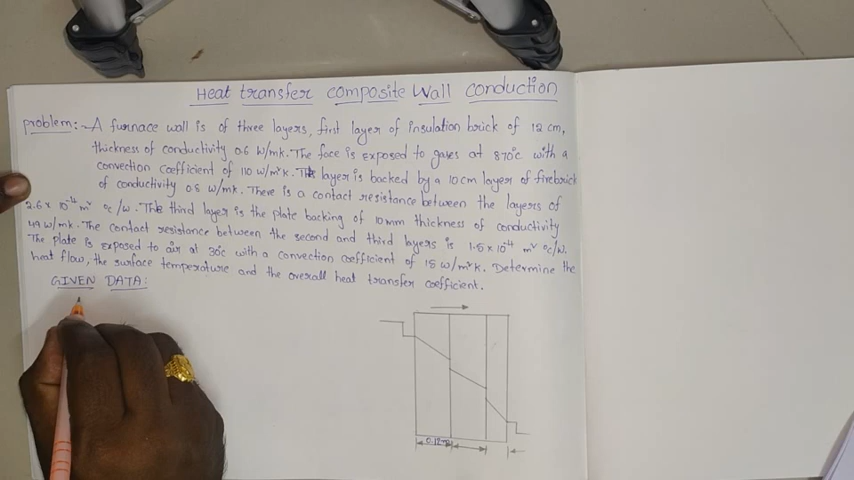 Heat transfer composite Wall conduction
problem:- A furnace wall is of three layers, first layer of insulation brick of 12 cm,
thickness of conductivity 0.6 W/mk. The face is exposed to gases at 870°c with a
convection coefficient of 110 W/m²K. The layer is backed by a 10cm layer of firebrick
of conductivity 0.8 W/mk. There is a contact resistance between the layers of
2.6 x 10⁻⁴ m² °c/W. The third layer is the plate backing of 10mm thickness of conductivity
49 W/mk. The contact resistance between the second and third layers is 1.5 x 10⁻⁴ m² °c/W.
The plate is exposed to air at 30°c with a convection coefficient of 15 W/m²K. Determine the
heat flow, the surface temperature and the overall heat transfer coefficient.
GIVEN DATA: